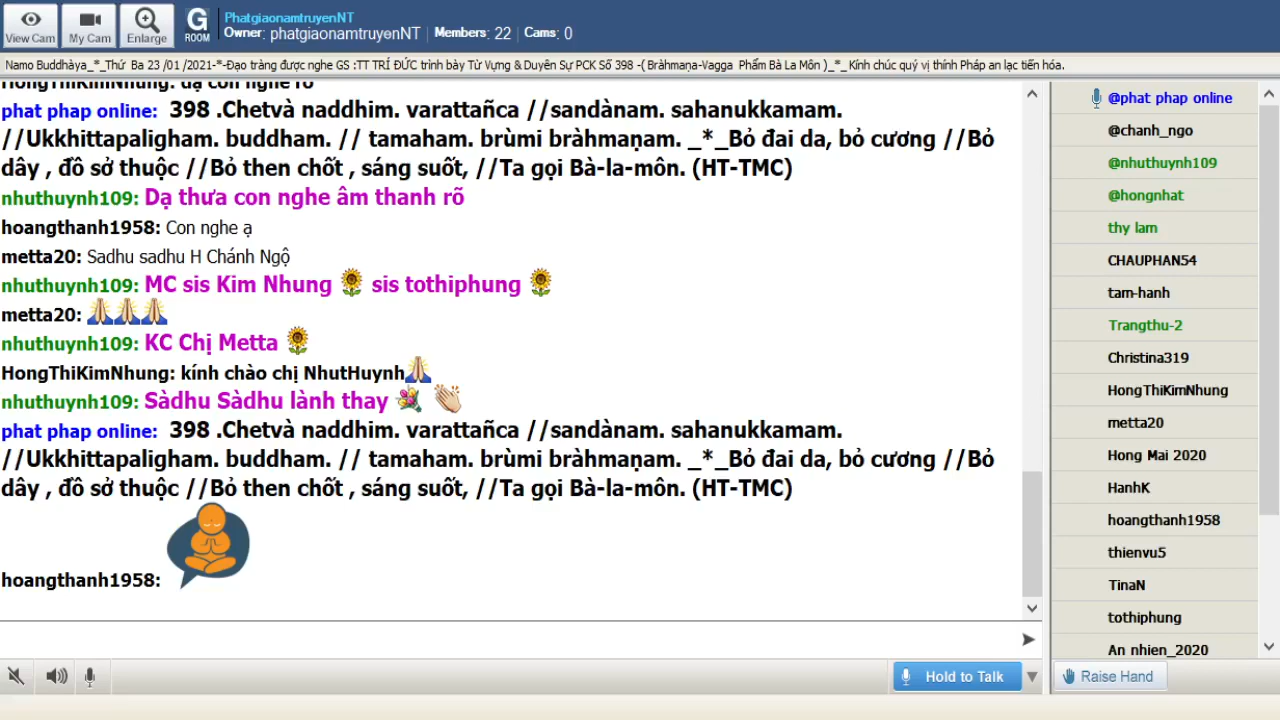 View Cam
My Cam
Enlarge
G
ROOM
PhatgiaonamtruyenNT
Owner: phatgiaonamtruyenNT | Members: 22 | Cams: 0
Namo Buddhàya_*_Thứ Ba 23 /01 /2021-*-Đạo tràng được nghe GS :TT TRÍ ĐỨC trình bày Từ Vựng & Duyên Sự PCK Số 398 -( Bràhmaṇa-Vagga Phẩm Bà La Môn )_*_ Kính chúc quý vị thính Pháp an lạc tiến hóa.
HongThiKimNhung: dạ con nghe rõ
phat phap online: 398 .Chetvà naddhim. varattañca //sandànam. sahanukkamam.
//Ukkhittapaligham. buddham. // tamaham. brùmi bràhmaṇam. _*_Bỏ đai da, bỏ cương //Bỏ
dây , đồ sở thuộc //Bỏ then chốt , sáng suốt, //Ta gọi Bà-la-môn. (HT-TMC)
nhuthuynh109: Dạ thưa con nghe âm thanh rõ
hoangthanh1958: Con nghe ạ
metta20: Sadhu sadhu H Chánh Ngộ
nhuthuynh109: MC sis Kim Nhung 🌻 sis tothiphung 🌻
metta20: 🙏🙏🙏
nhuthuynh109: KC Chị Metta 🌻
HongThiKimNhung: kính chào chị NhutHuynh🙏
nhuthuynh109: Sàdhu Sàdhu lành thay 💐 👏
phat phap online: 398 .Chetvà naddhim. varattañca //sandànam. sahanukkamam.
//Ukkhittapaligham. buddham. // tamaham. brùmi bràhmaṇam. _*_Bỏ đai da, bỏ cương //Bỏ
dây , đồ sở thuộc //Bỏ then chốt , sáng suốt, //Ta gọi Bà-la-môn. (HT-TMC)
hoangthanh1958:
@phat phap online
@chanh_ngo
@nhuthuynh109
@hongnhat
thy lam
CHAUPHAN54
tam-hanh
Trangthu-2
Christina319
HongThiKimNhung
metta20
Hong Mai 2020
HanhK
hoangthanh1958
thienvu5
TinaN
tothiphung
An nhien_2020
Hold to Talk
Raise Hand